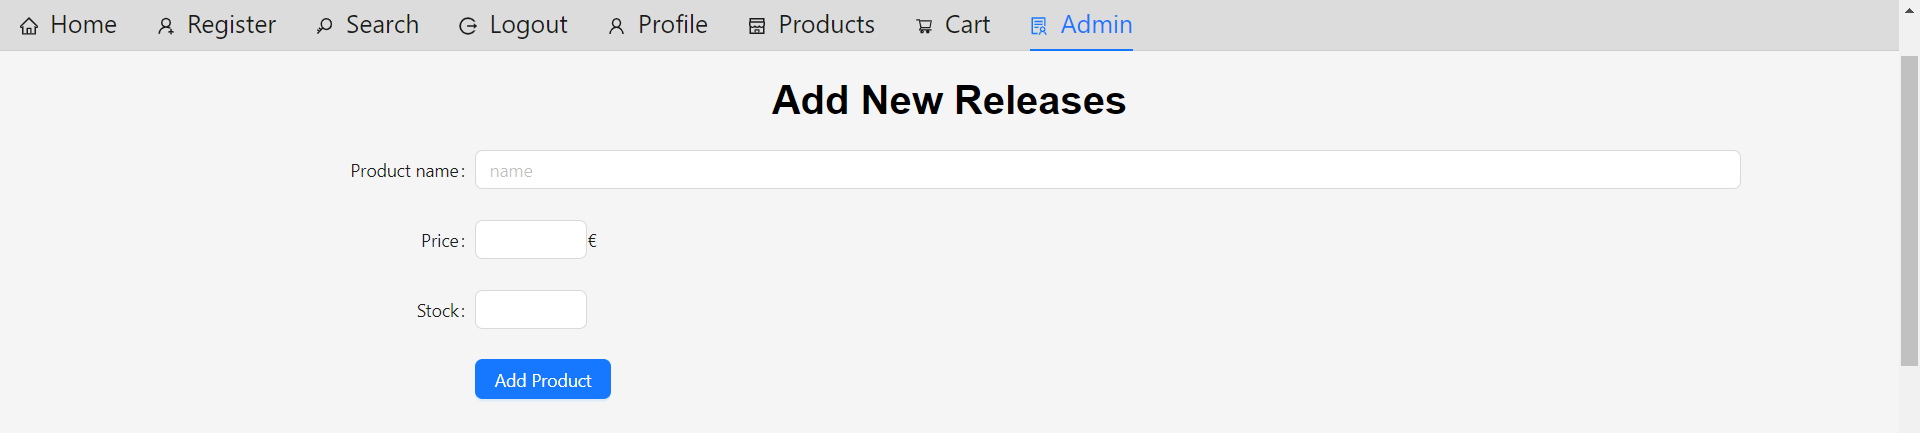 Home Register Search Logout Profile Products Cart Admin
Add New Releases
Product name: name
Price: €
Stock:
Add Product